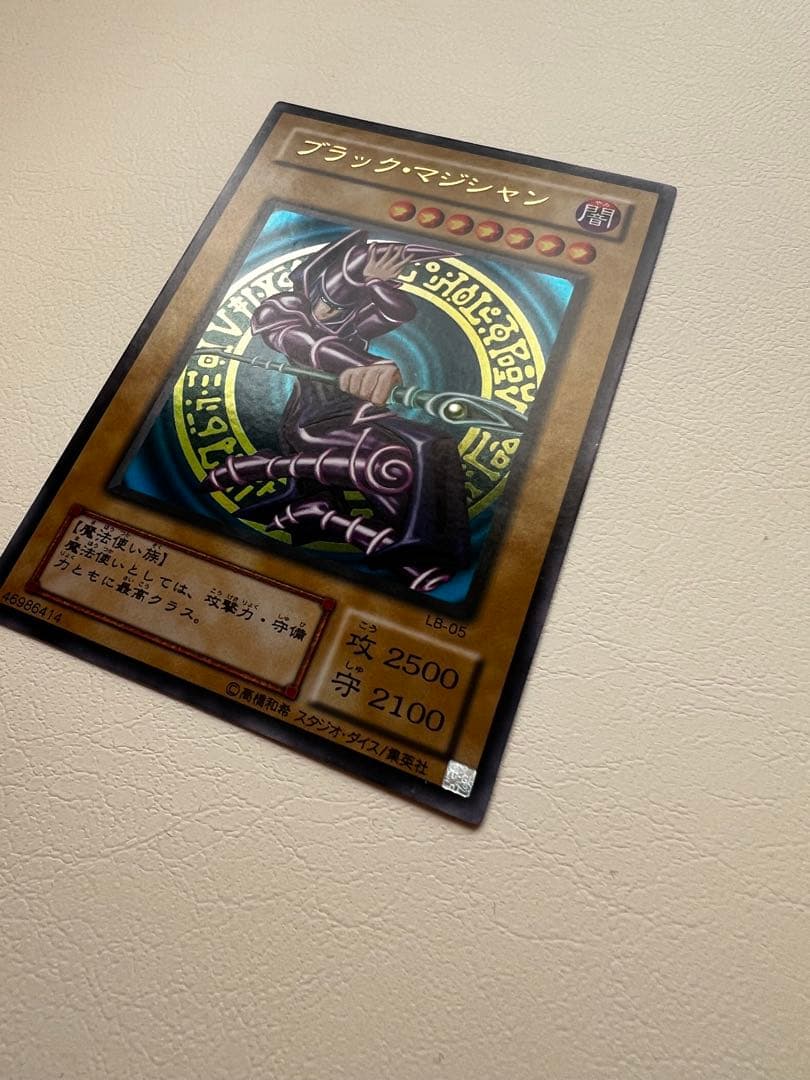 ブラック・マジシャン
闇
LB-05
【魔法使い族】
魔法使いとしては、攻撃力・守備
力ともに最高クラス。
攻 2500
守 2100
46986414
©高橋和希 スタジオ・ダイス/集英社